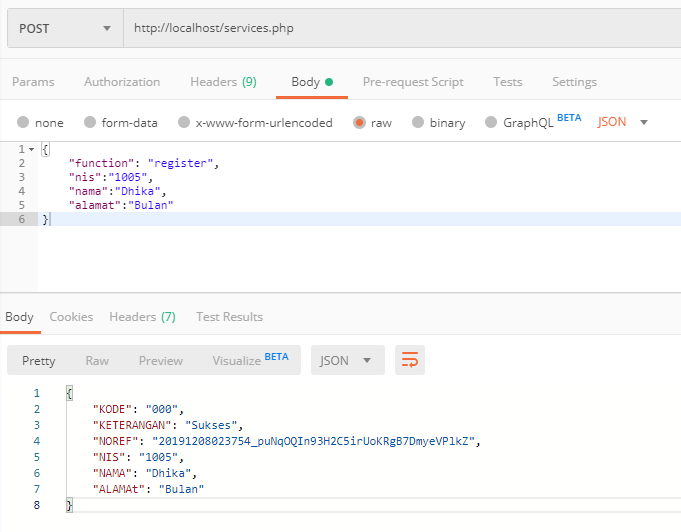 POST http://localhost/services.php
Params Authorization Headers (9) Body Pre-request Script Tests Settings
none form-data x-www-form-urlencoded raw binary GraphQL BETA JSON
1 {
2 "function": "register",
3 "nis":"1005",
4 "nama":"Dhika",
5 "alamat":"Bulan"
6 }
Body Cookies Headers (7) Test Results
Pretty Raw Preview Visualize BETA JSON
1 {
2 "KODE": "000",
3 "KETERANGAN": "Sukses",
4 "NOREF": "20191208023754_puNqOQIn93H2C5irUoKRgB7DmyeVPlkZ",
5 "NIS": "1005",
6 "NAMA": "Dhika",
7 "ALAMAt": "Bulan"
8 }